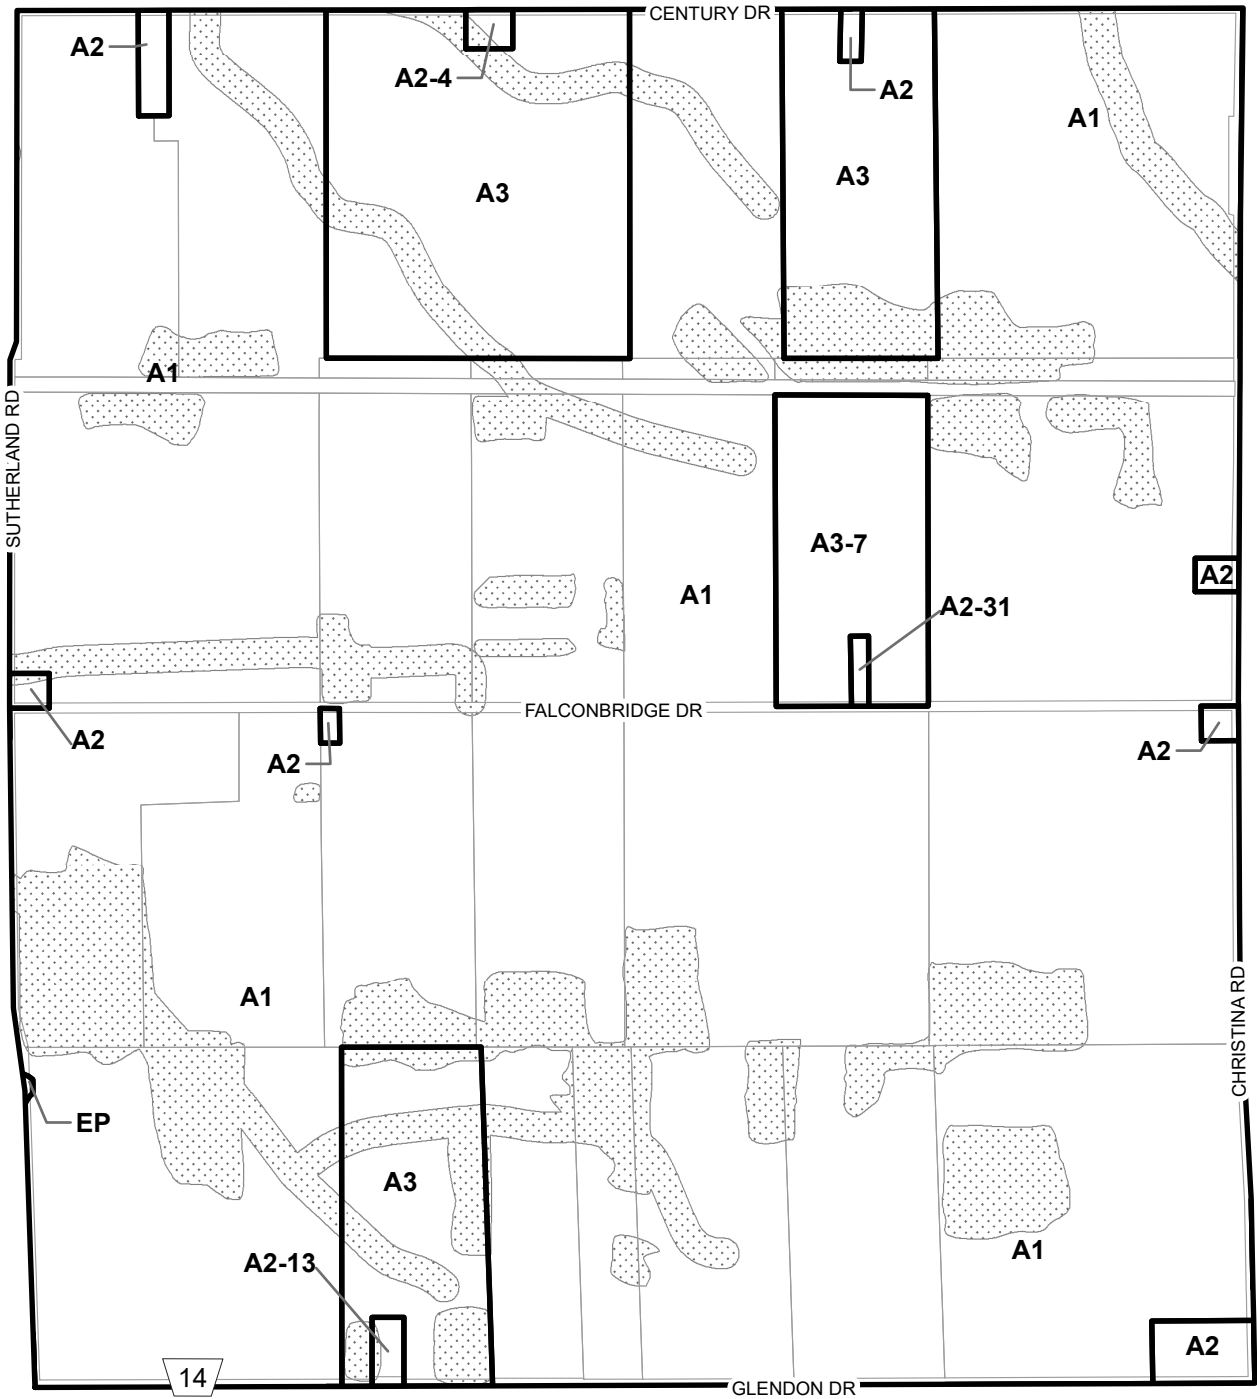 CENTURY DR
A2
A2-4
A2
A1
A3
A3
A1
SUTHERLAND RD
A3-7
A2
A1
A2-31
FALCONBRIDGE DR
A2
A2
A2
A1
CHRISTINA RD
EP
A3
A1
A2-13
A2
14
GLENDON DR